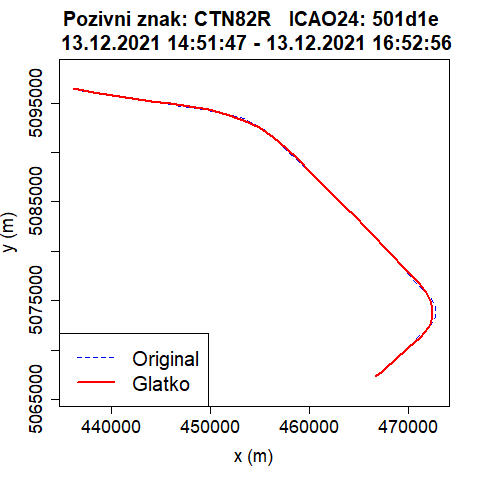 Pozivni znak: CTN82R   ICAO24: 501d1e
13.12.2021 14:51:47 - 13.12.2021 16:52:56
5095000
5085000
5075000
5065000
y (m)
Original
Glatko
440000 450000 460000 470000
x (m)